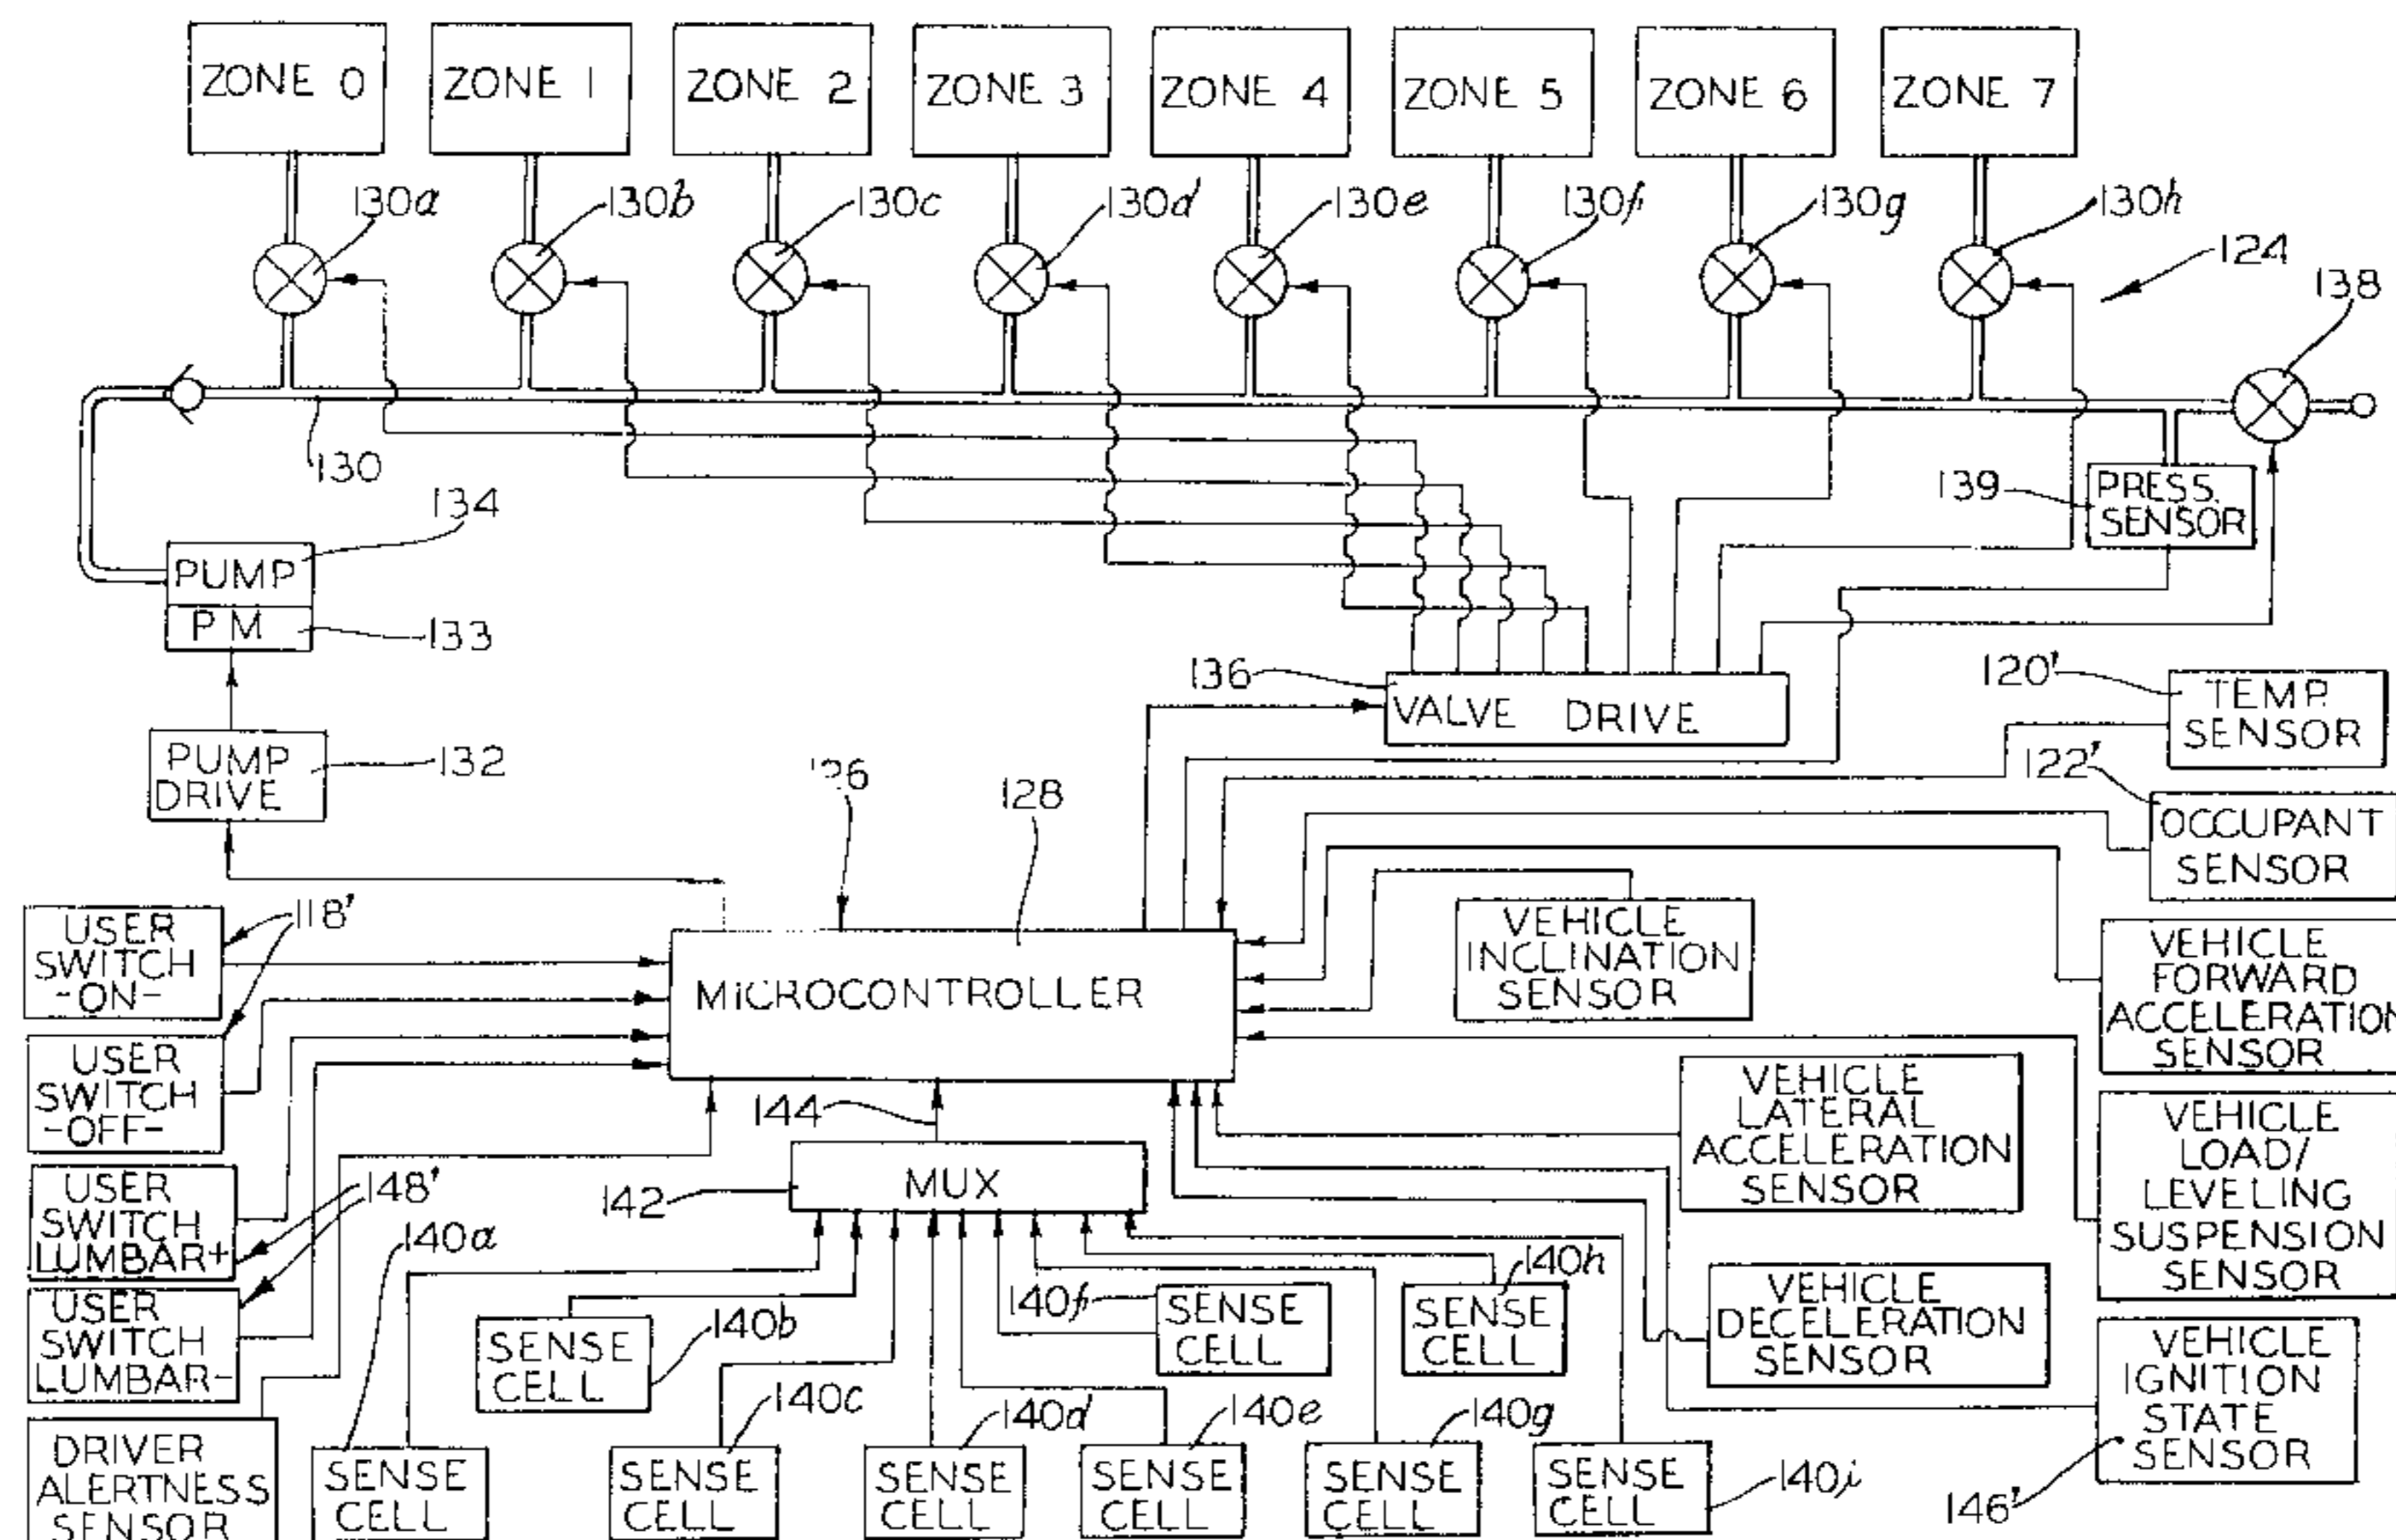 ZONE 0
ZONE 1
ZONE 2
ZONE 3
ZONE 4
ZONE 5
ZONE 6
ZONE 7
130a
130b
130c
130d
130e
130f
130g
130h
124
138
130
134
PUMP
P M
133
139
PRESS.
SENSOR
136
VALVE DRIVE
120'
TEMP.
SENSOR
PUMP
DRIVE
132
128
122'
OCCUPANT
SENSOR
118'
USER
SWITCH
-ON-
MICROCONTROLLER
VEHICLE
INCLINATION
SENSOR
VEHICLE
FORWARD
ACCELERATION
SENSOR
USER
SWITCH
-OFF-
144
VEHICLE
LATERAL
ACCELERATION
SENSOR
VEHICLE
LOAD/
LEVELING
SUSPENSION
SENSOR
USER
SWITCH
LUMBAR+
148'
142
MUX
140a
USER
SWITCH
LUMBAR-
SENSE
CELL
140b
140f
SENSE
CELL
140h
SENSE
CELL
VEHICLE
DECELERATION
SENSOR
VEHICLE
IGNITION
STATE
SENSOR
146'
DRIVER
ALERTNESS
SENSOR
SENSE
CELL
140c
SENSE
CELL
140d
SENSE
CELL
140e
SENSE
CELL
140g
SENSE
CELL
SENSE
CELL
140i